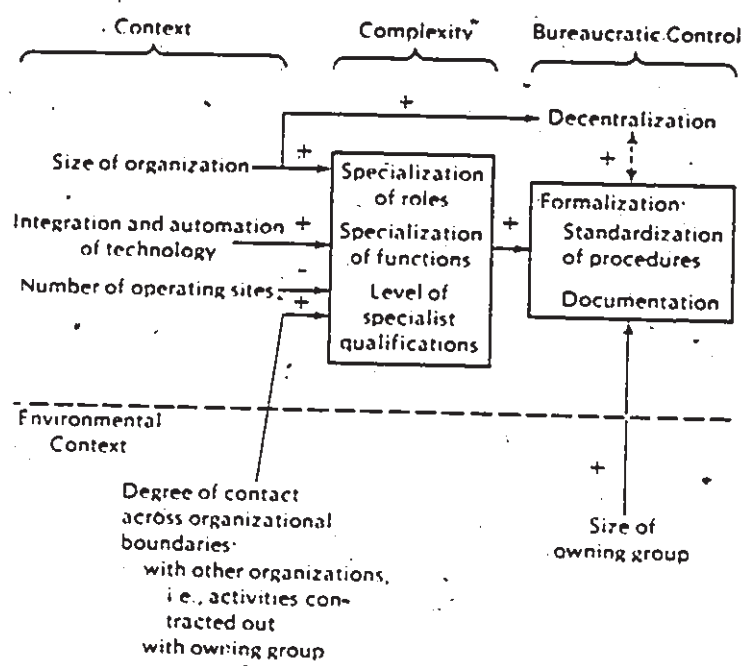 Context
Complexity
Bureaucratic Control
+
Decentralization
+
Size of organization
+
Specialization
of roles
Specialization
of functions
Level of
specialist
qualifications
+
Formalization:
Standardization
of procedures
Documentation
Integration and automation
of technology
+
Number of operating sites
-
+
Environmental
Context
Degree of contact
across organizational
boundaries:
with other organizations,
i e., activities con-
tracted out
with owning group
+
Size of
owning group